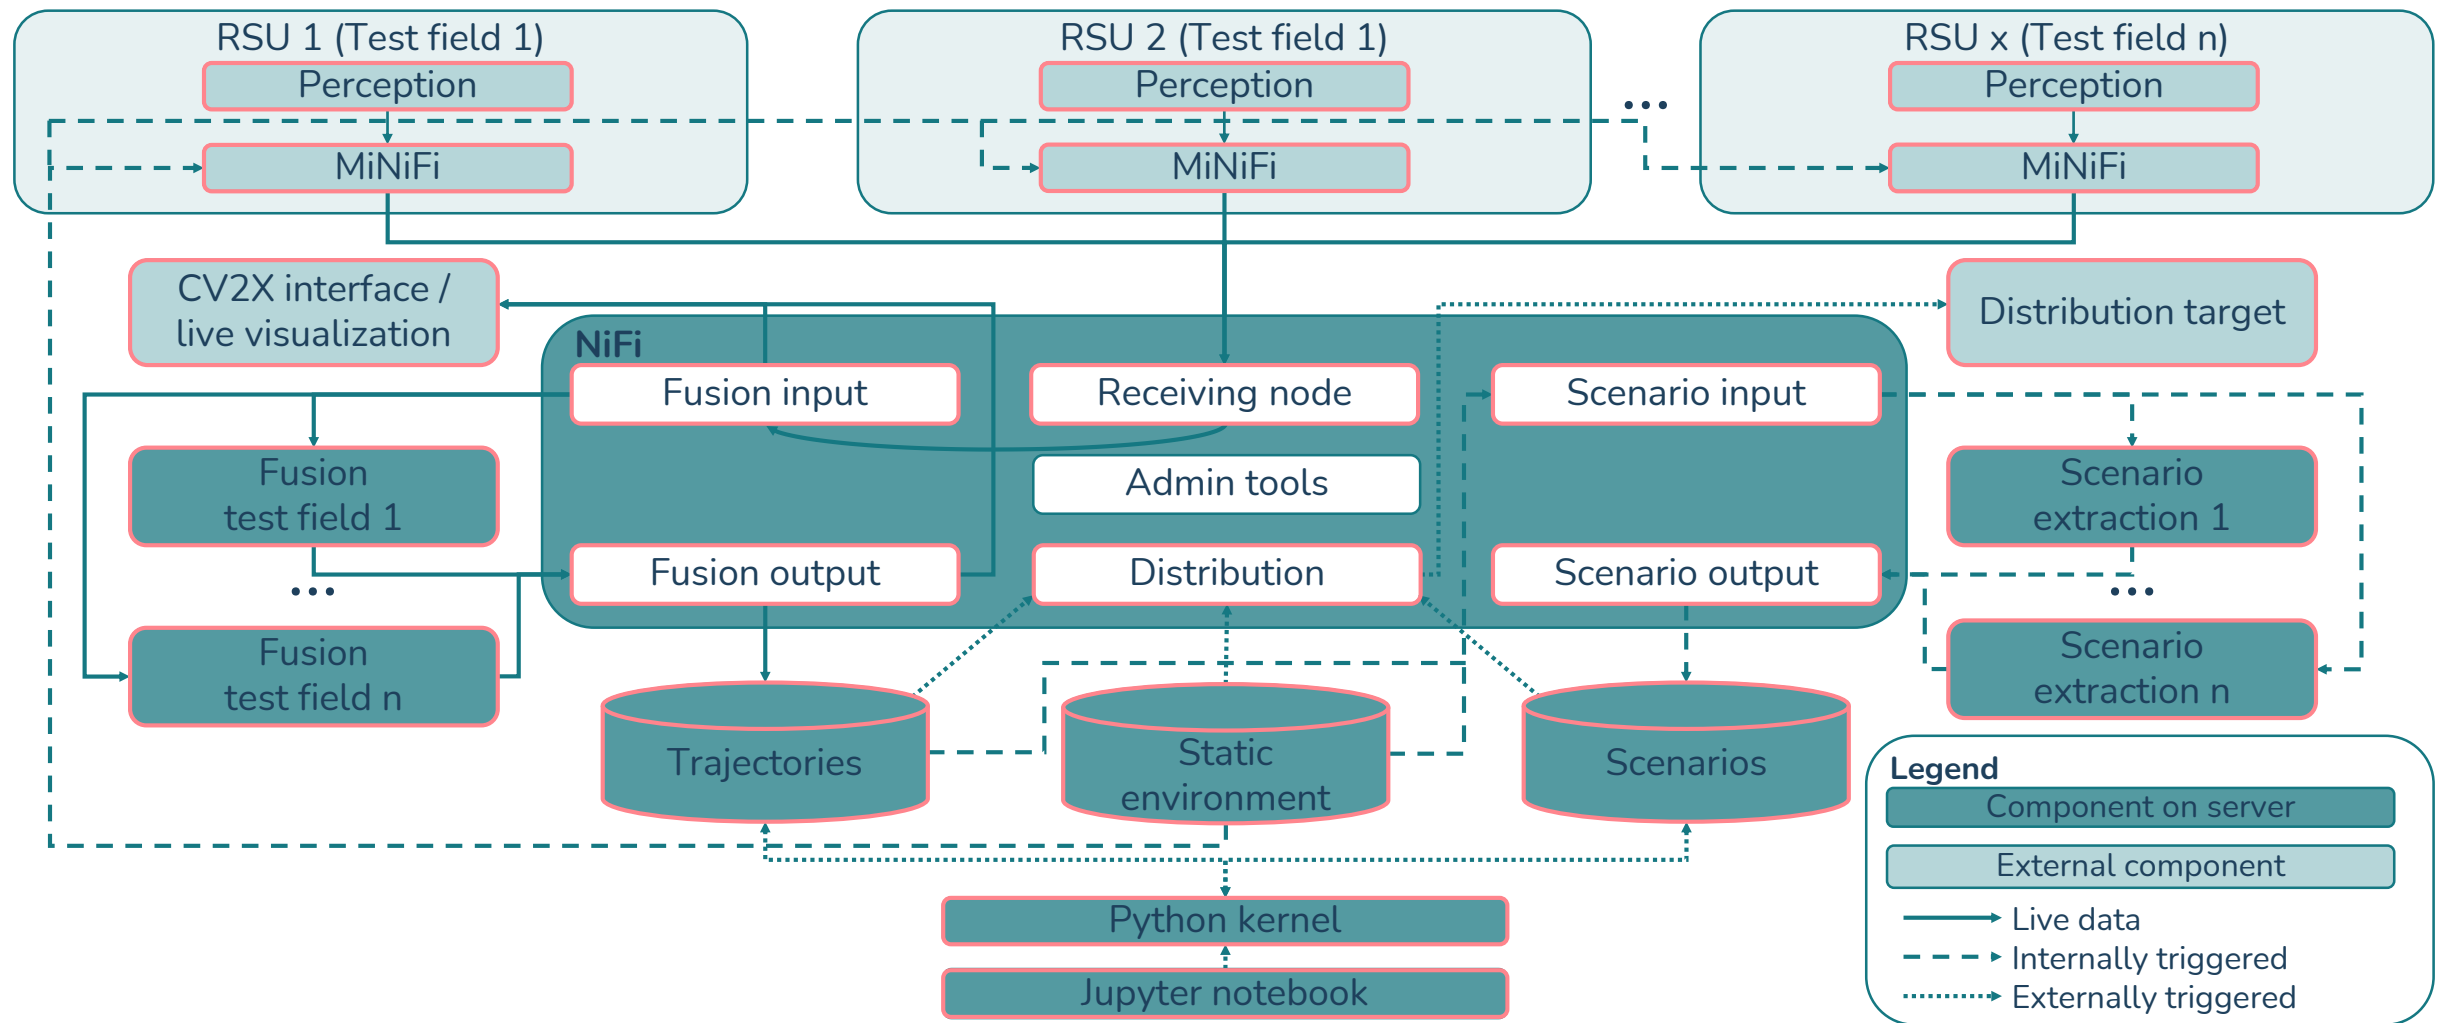 RSU 1 (Test field 1)
Perception
MiNiFi
RSU 2 (Test field 1)
Perception
MiNiFi
...
RSU x (Test field n)
Perception
MiNiFi
CV2X interface /
live visualization
Distribution target
NiFi
Fusion input
Receiving node
Scenario input
Fusion
test field 1
Admin tools
Scenario
extraction 1
Fusion output
Distribution
Scenario output
...
...
Fusion
test field n
Scenario
extraction n
Trajectories
Static
environment
Scenarios
Python kernel
Jupyter notebook
Legend
Component on server
External component
Live data
Internally triggered
Externally triggered